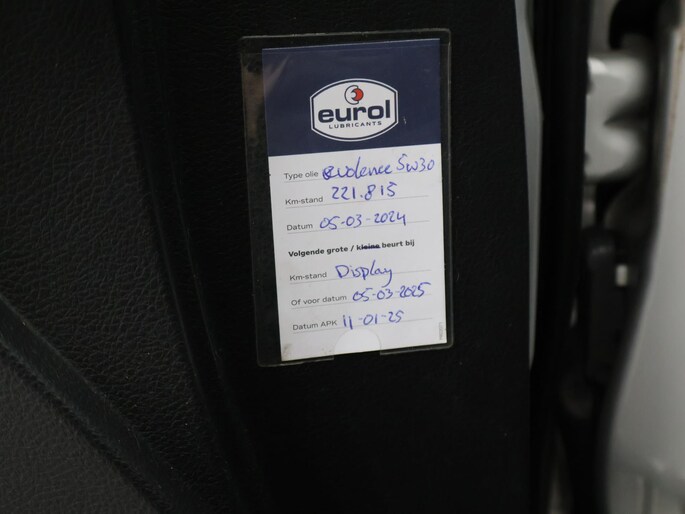 eurol
LUBRICANTS
Type olie evolence 5w30
Km-stand 221.815
Datum 05-03-2024
Volgende grote / kleine beurt bij
Km-stand Display
Of voor datum 05-03-2025
Datum APK 11-01-25